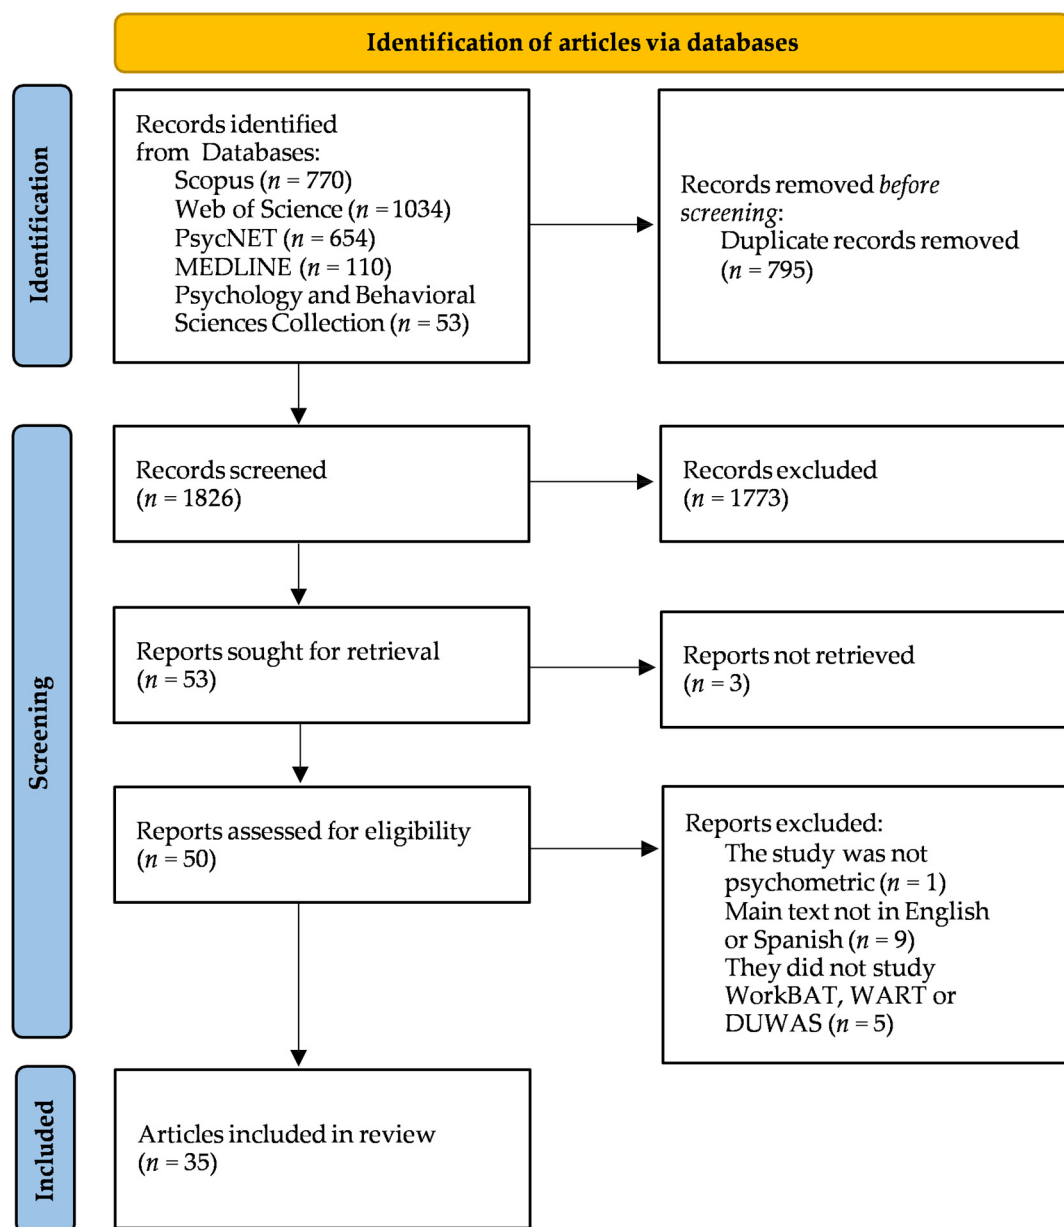 Identification of articles via databases
Identification
Records identified
from Databases:
Scopus (n = 770)
Web of Science (n = 1034)
PsycNET (n = 654)
MEDLINE (n = 110)
Psychology and Behavioral
Sciences Collection (n = 53)
Records removed before
screening:
Duplicate records removed
(n = 795)
Screening
Records screened
(n = 1826)
Records excluded
(n = 1773)
Reports sought for retrieval
(n = 53)
Reports not retrieved
(n = 3)
Reports assessed for eligibility
(n = 50)
Reports excluded:
The study was not
psychometric (n = 1)
Main text not in English
or Spanish (n = 9)
They did not study
WorkBAT, WART or
DUWAS (n = 5)
Included
Articles included in review
(n = 35)